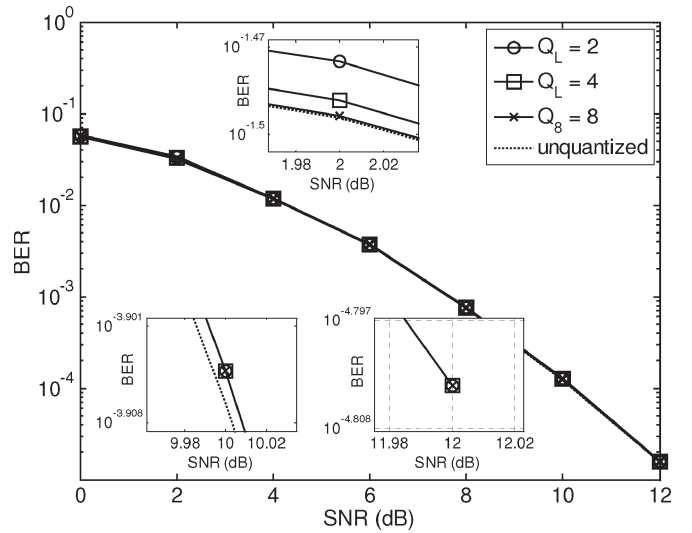 10^0
10^-1
10^-2
10^-3
10^-4
BER
0
2
4
6
8
10
12
SNR (dB)
Q_L = 2
Q_L = 4
Q_8 = 8
unquantized
10^-1.47
10^-1.5
BER
1.98
2
2.02
SNR (dB)
10^-3.901
10^-3.908
BER
9.98
10
10.02
SNR (dB)
10^-4.797
10^-4.808
BER
11.98
12
12.02
SNR (dB)